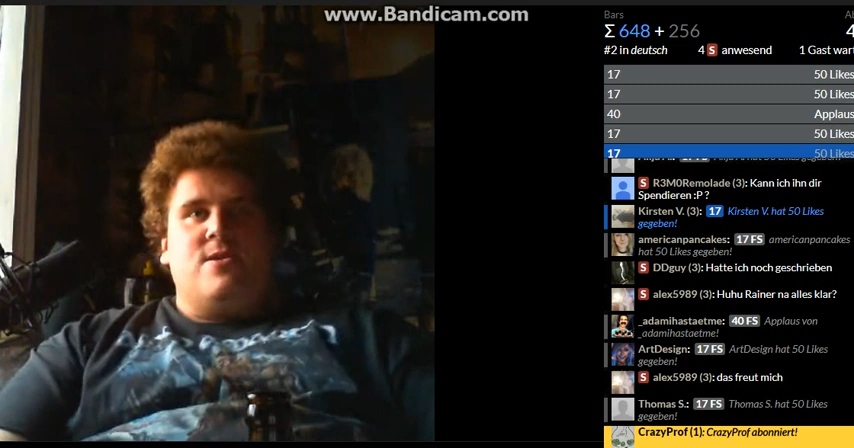 www.Bandicam.com
Bars
Σ 648 + 256
#2 in deutsch 4 S anwesend 1 Gast wart
17 50 Likes
17 50 Likes
40 Applaus
17 50 Likes
17 50 Likes
S R3M0Remolade (3): Kann ich ihn dir
Spendieren :P ?
Kirsten V. (3): 17 Kirsten V. hat 50 Likes
gegeben!
americanpancakes: 17 FS americanpancakes
hat 50 Likes gegeben!
S DDguy (3): Hatte ich noch geschrieben
S alex5989 (3): Huhu Rainer na alles klar?
_adamihastaetme: 40 FS Applaus von
_adamihastaetme!
ArtDesign: 17 FS ArtDesign hat 50 Likes
gegeben!
S alex5989 (3): das freut mich
Thomas S.: 17 FS Thomas S. hat 50 Likes
gegeben!
CrazyProf (1): CrazyProf abonniert!